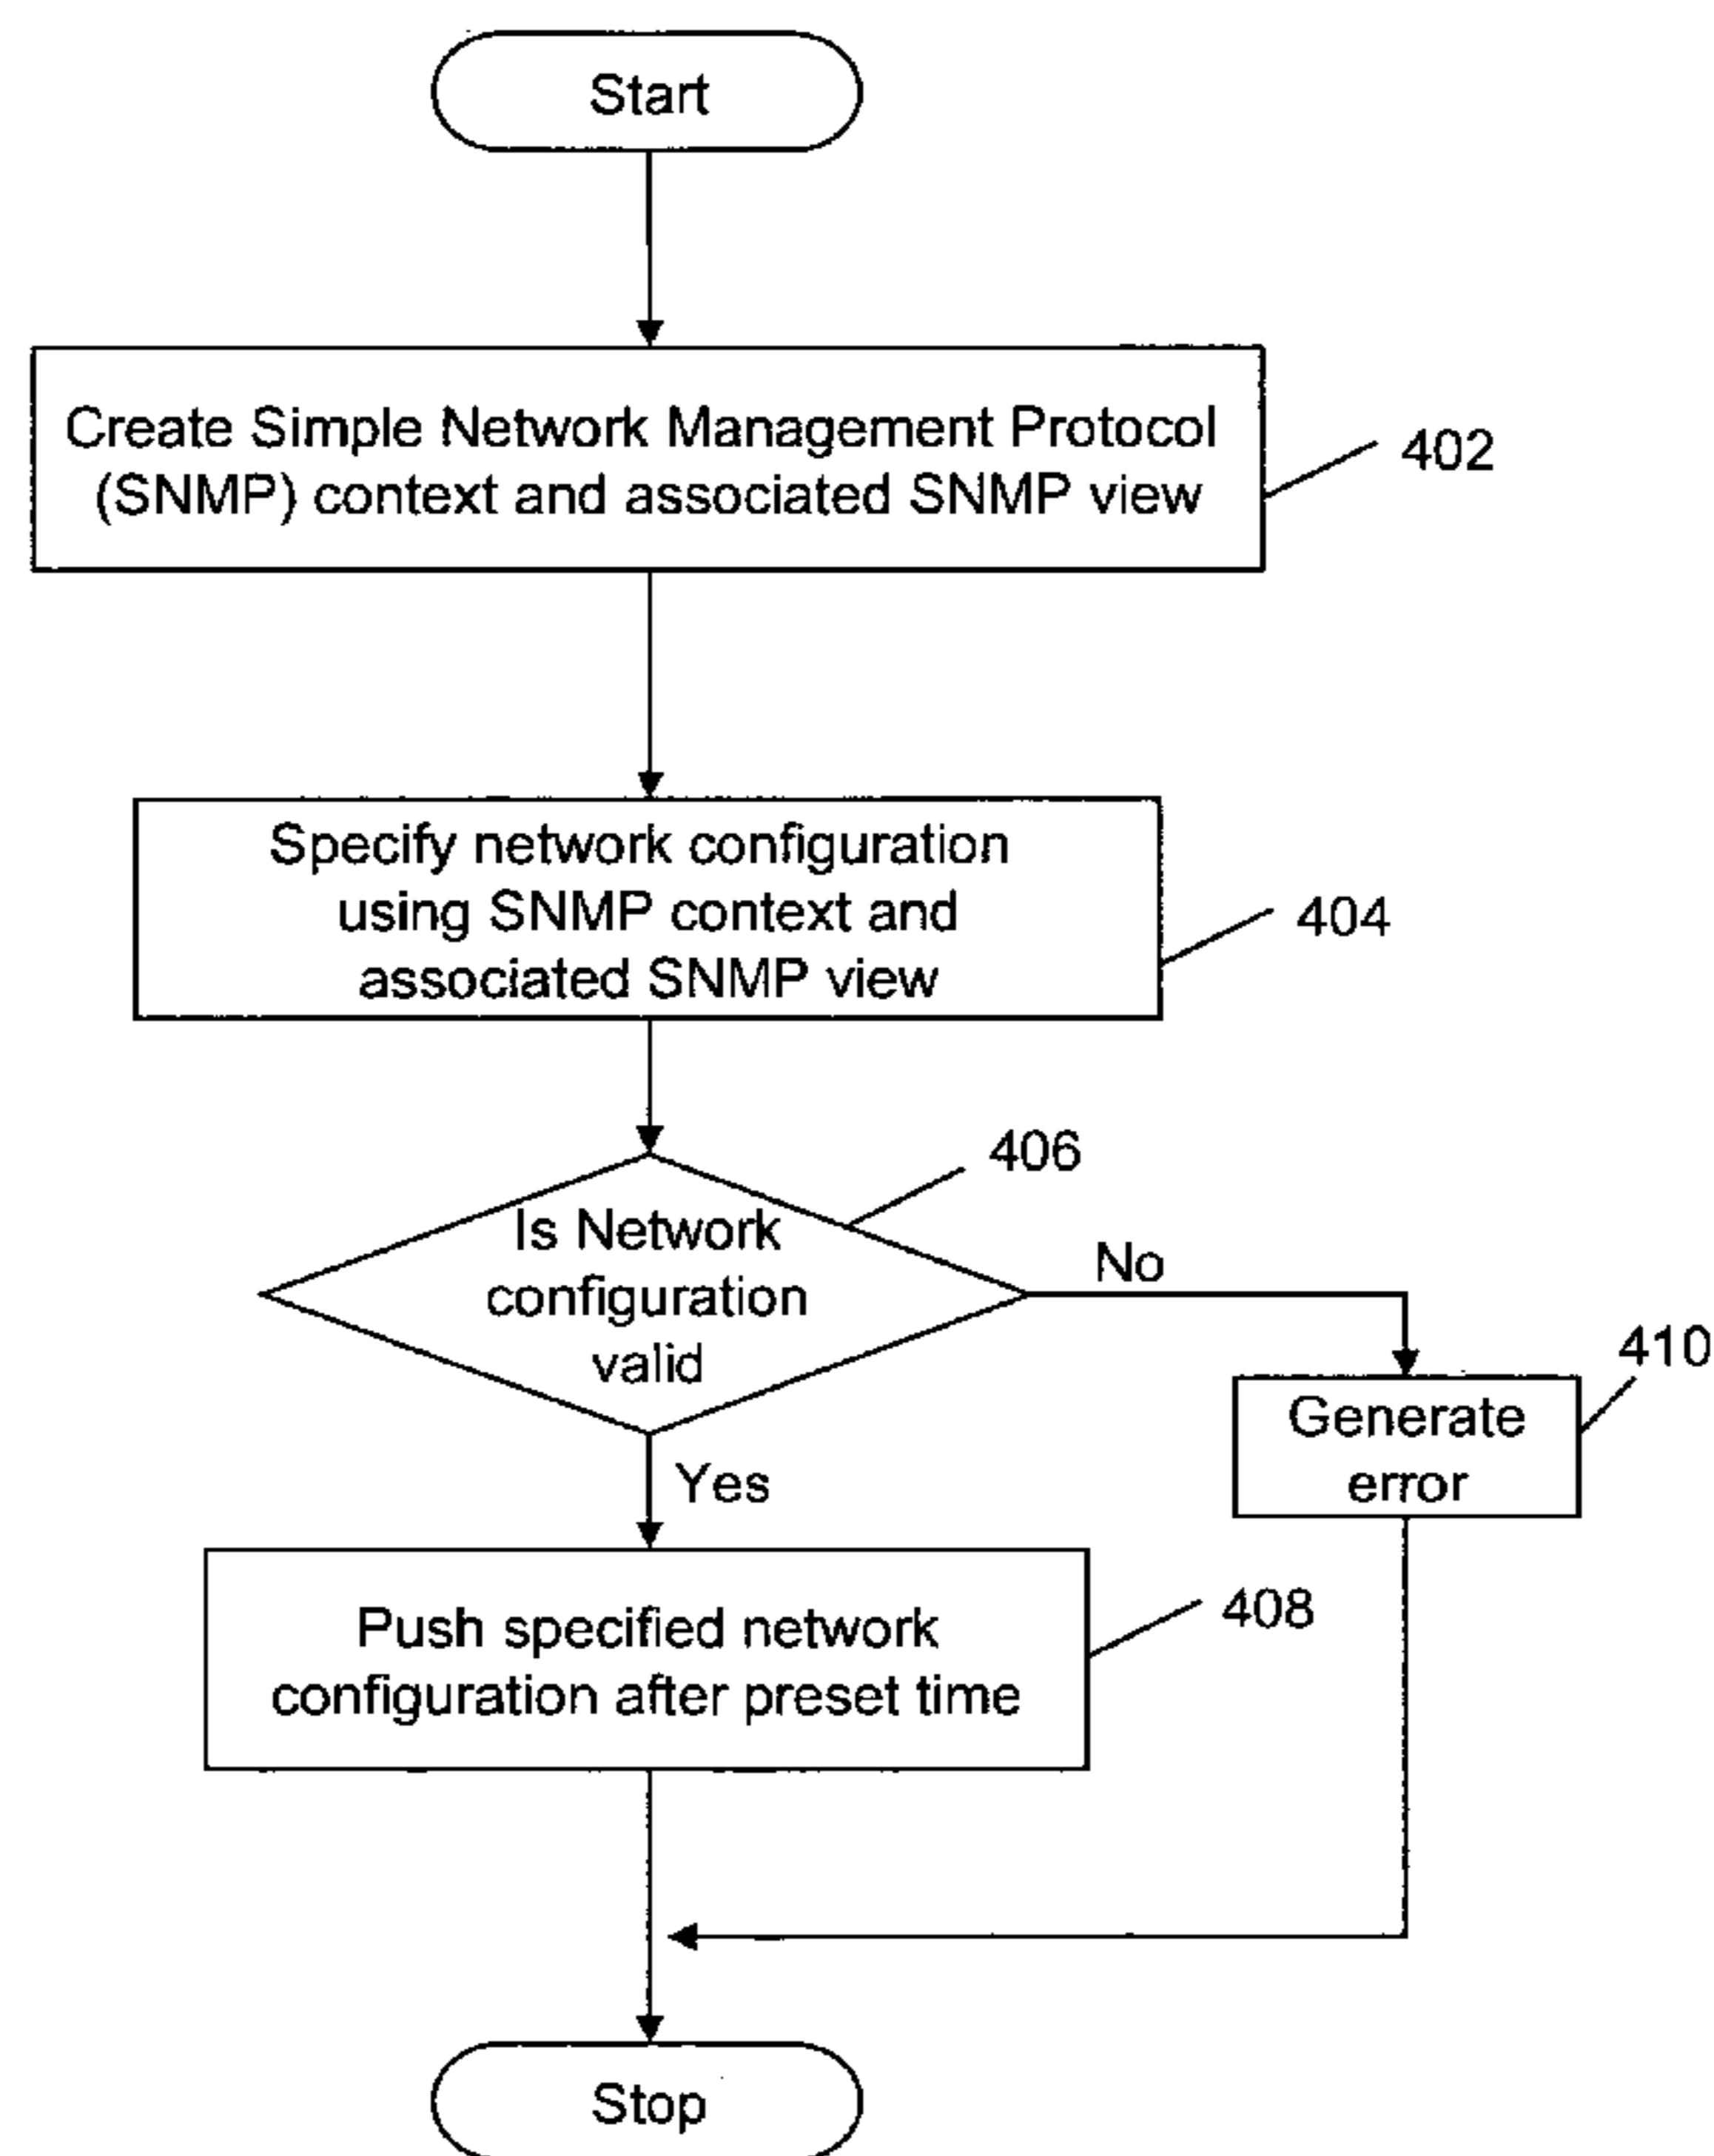 Start
Create Simple Network Management Protocol
(SNMP) context and associated SNMP view
402
Specify network configuration
using SNMP context and
associated SNMP view
404
406
Is Network
configuration
valid
No
410
Generate
error
Yes
Push specified network
configuration after preset time
408
Stop